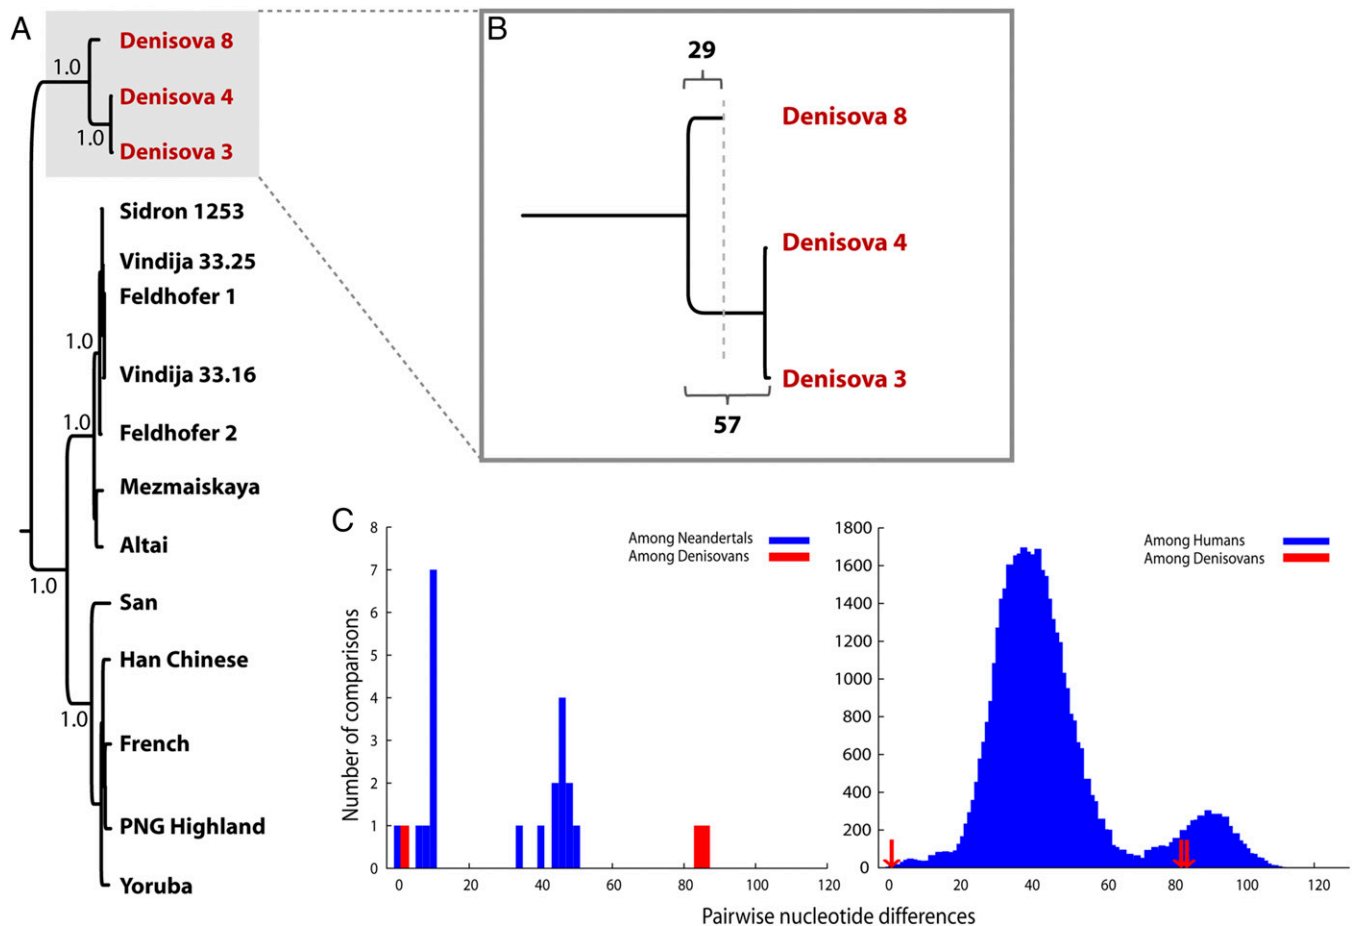 A
1.0
Denisova 8
Denisova 4
1.0
Denisova 3
Sidron 1253
Vindija 33.25
Feldhofer 1
1.0
Vindija 33.16
1.0
Feldhofer 2
Mezmaiskaya
Altai
1.0
San
Han Chinese
1.0
French
PNG Highland
Yoruba
B
29
Denisova 8
Denisova 4
Denisova 3
57
C
Number of comparisons
8
7
6
5
4
3
2
1
0
Among Neandertals
Among Denisovans
0 20 40 60 80 100 120
1800
1600
1400
1200
1000
800
600
400
200
0
Among Humans
Among Denisovans
0 20 40 60 80 100 120
Pairwise nucleotide differences